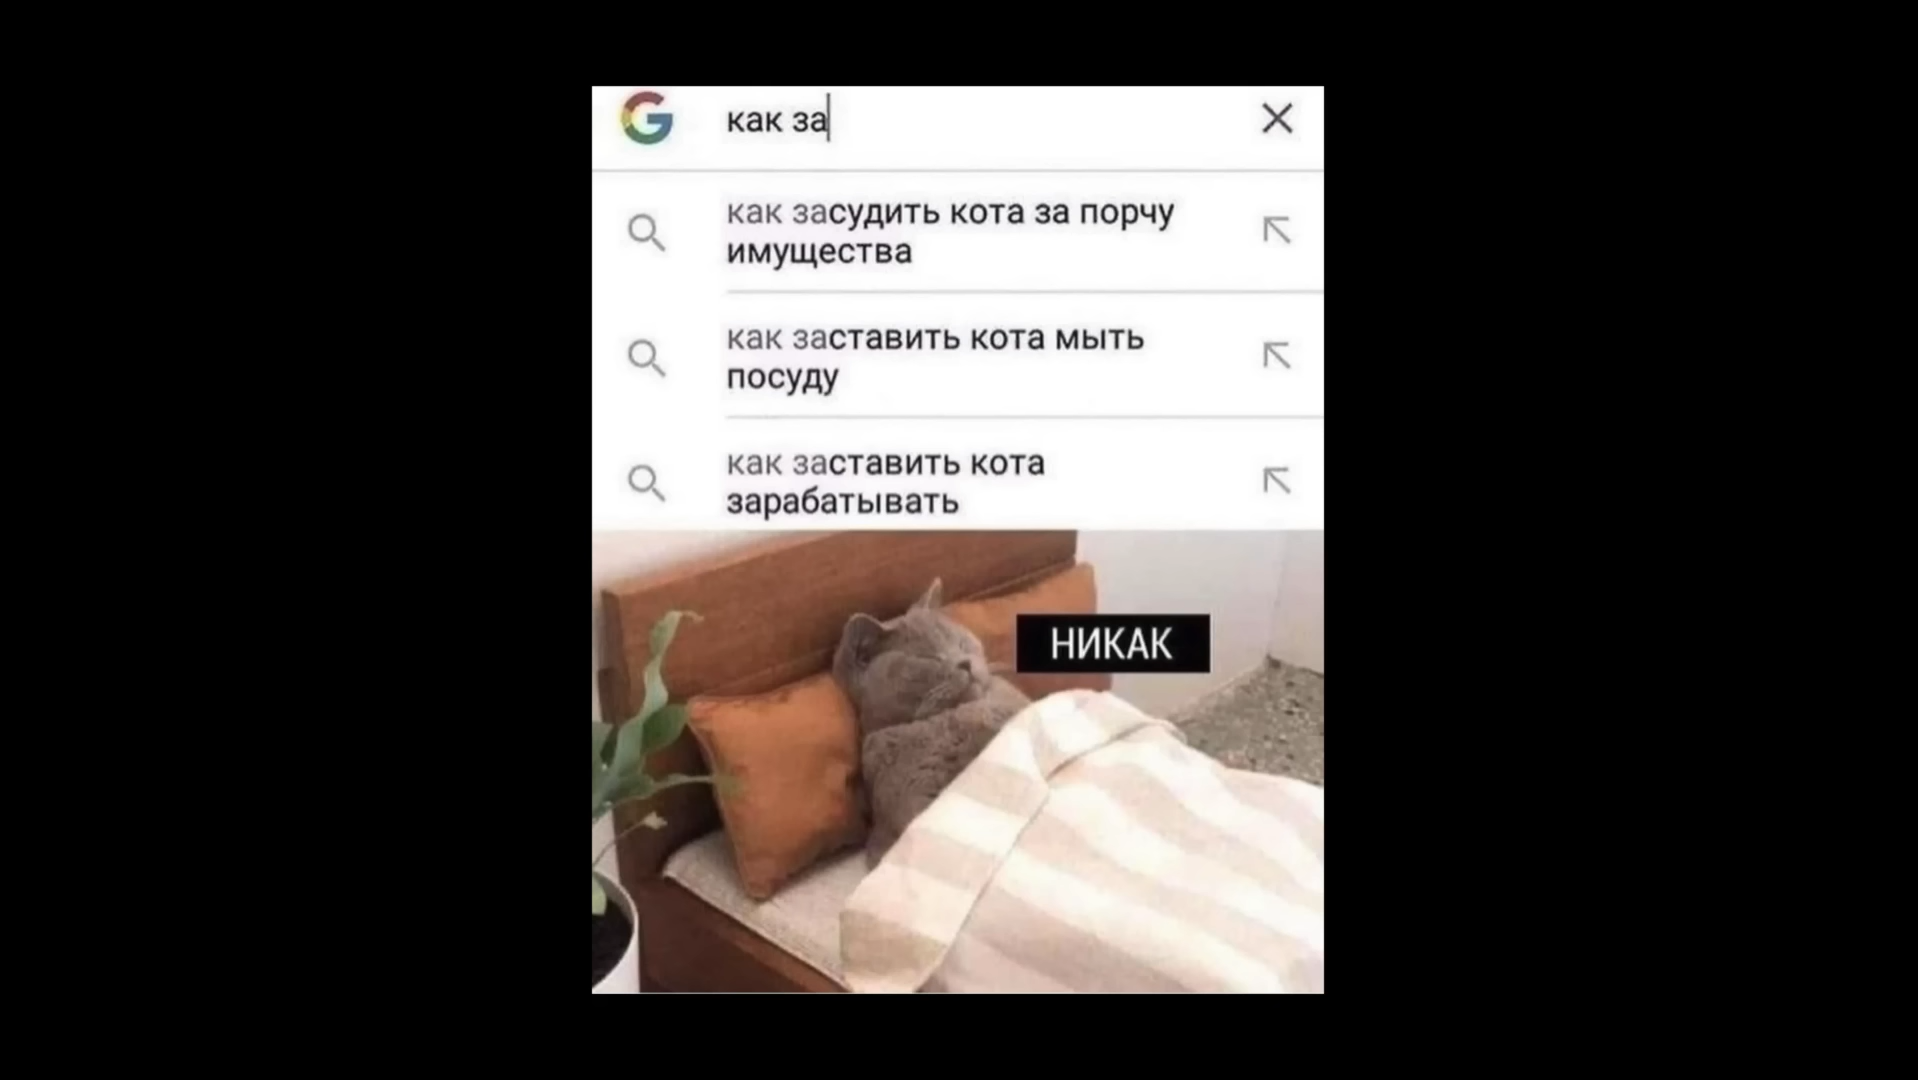 как за
как засудить кота за порчу
имущества
как заставить кота мыть
посуду
как заставить кота
зарабатывать
НИКАК